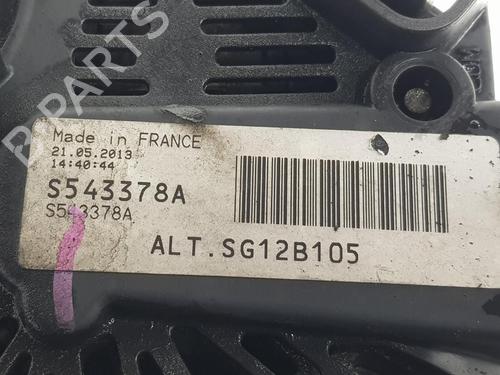 B-PARTS
Made in FRANCE
21.05.2013
14:40:44
S543378A
S543378A
ALT.SG12B105